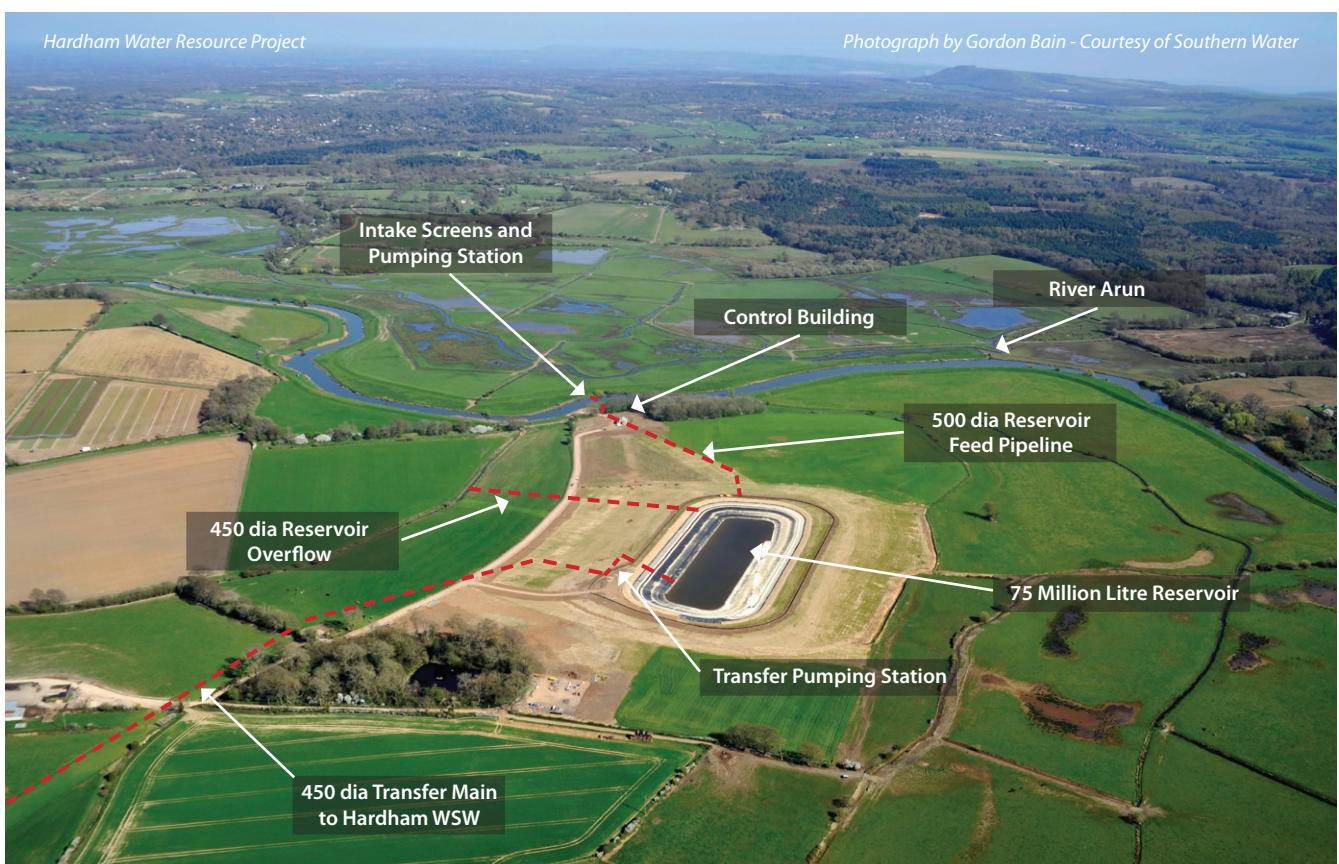 Hardham Water Resource Project
Photograph by Gordon Bain - Courtesy of Southern Water
Intake Screens and
Pumping Station
River Arun
Control Building
500 dia Reservoir
Feed Pipeline
450 dia Reservoir
Overflow
75 Million Litre Reservoir
Transfer Pumping Station
450 dia Transfer Main
to Hardham WSW